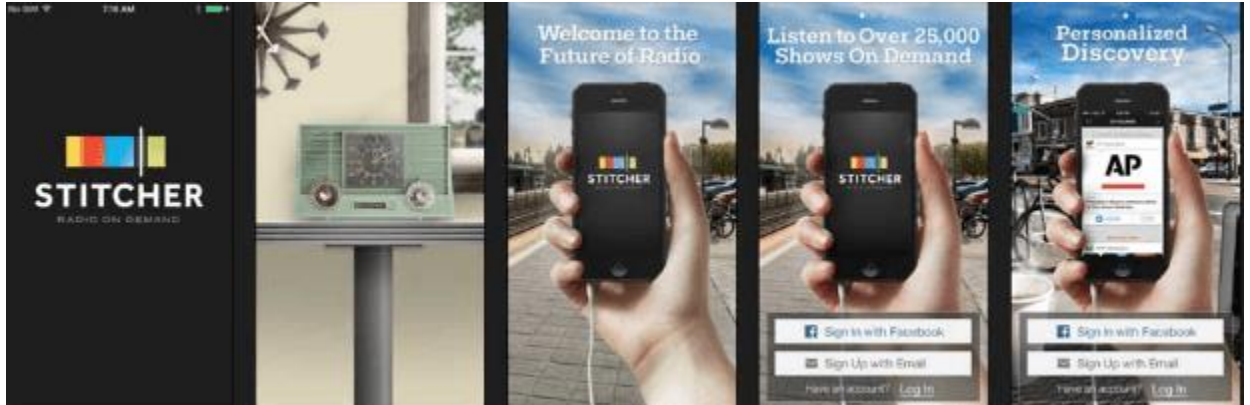 No SIM
7:16 AM
STITCHER
RADIO ON DEMAND
Welcome to the
Future of Radio
STITCHER
Listen to Over 25,000
Shows On Demand
STITCHER
Sign In with Facebook
Sign Up with Email
Have an account? Log In
Personalized
Discovery
AP
Sign In with Facebook
Sign Up with Email
Have an account? Log In